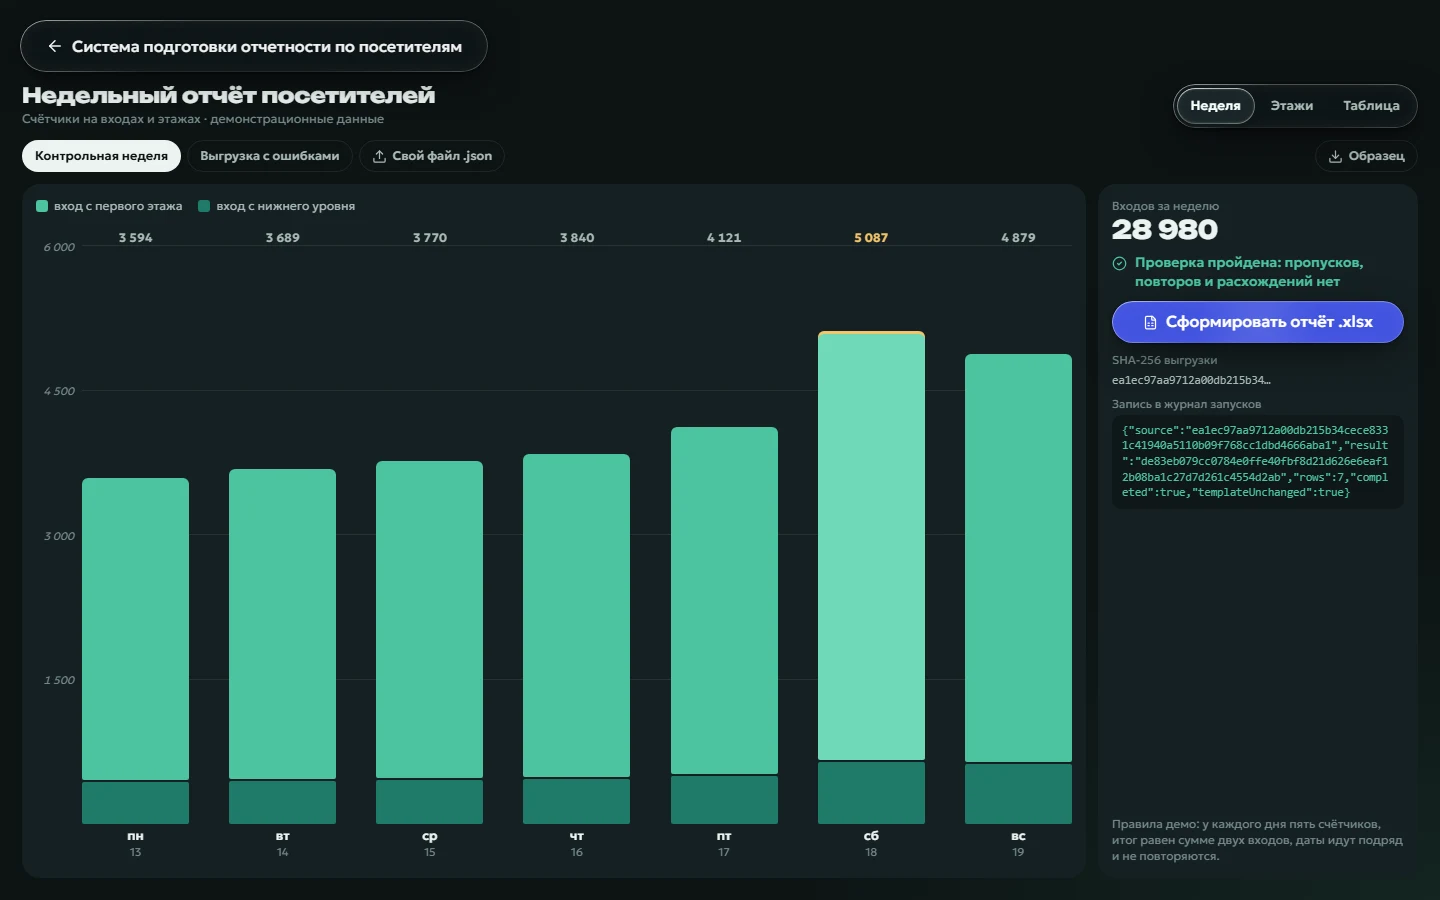 Система подготовки отчетности по посетителям
Недельный отчёт посетителей
Счётчики на входах и этажах · демонстрационные данные
Неделя
Этажи
Таблица
Контрольная неделя
Выгрузка с ошибками
Свой файл .json
Образец
вход с первого этажа
вход с нижнего уровня
3 594
3 689
3 770
3 840
4 121
5 087
4 879
6 000
4 500
3 000
1 500
пн
вт
ср
чт
пт
сб
вс
13
14
15
16
17
18
19
Входов за неделю
28 980
Проверка пройдена: пропусков,
повторов и расхождений нет
Сформировать отчёт .xlsx
SHA-256 выгрузки
ea1ec97aa9712a00db215b34…
Запись в журнал запусков
{"source":"ea1ec97aa9712a00db215b34cece833
1c41940a5110b09f768cc1dbd4666aba1","result
":"de83eb079cc0784e0ffe40fbf8d21d626e6eaf1
2b08ba1c27d7d261c4554d2ab","rows":7,"compl
eted":true,"templateUnchanged":true}
Правила демо: у каждого дня пять счётчиков,
итог равен сумме двух входов, даты идут подряд
и не повторяются.